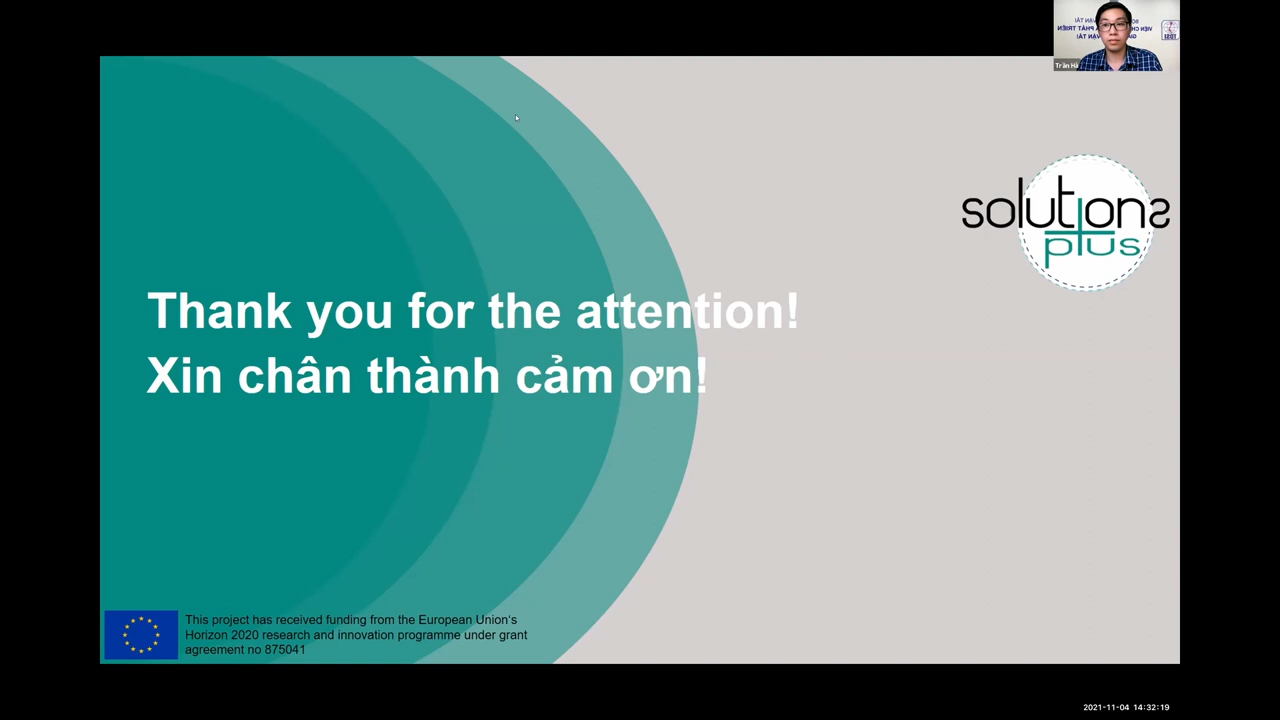 solutions
plus
Thank you for the attention!
Xin chân thành cảm ơn!
This project has received funding from the European Union's
Horizon 2020 research and innovation programme under grant
agreement no 875041
2021-11-04 14:32:19